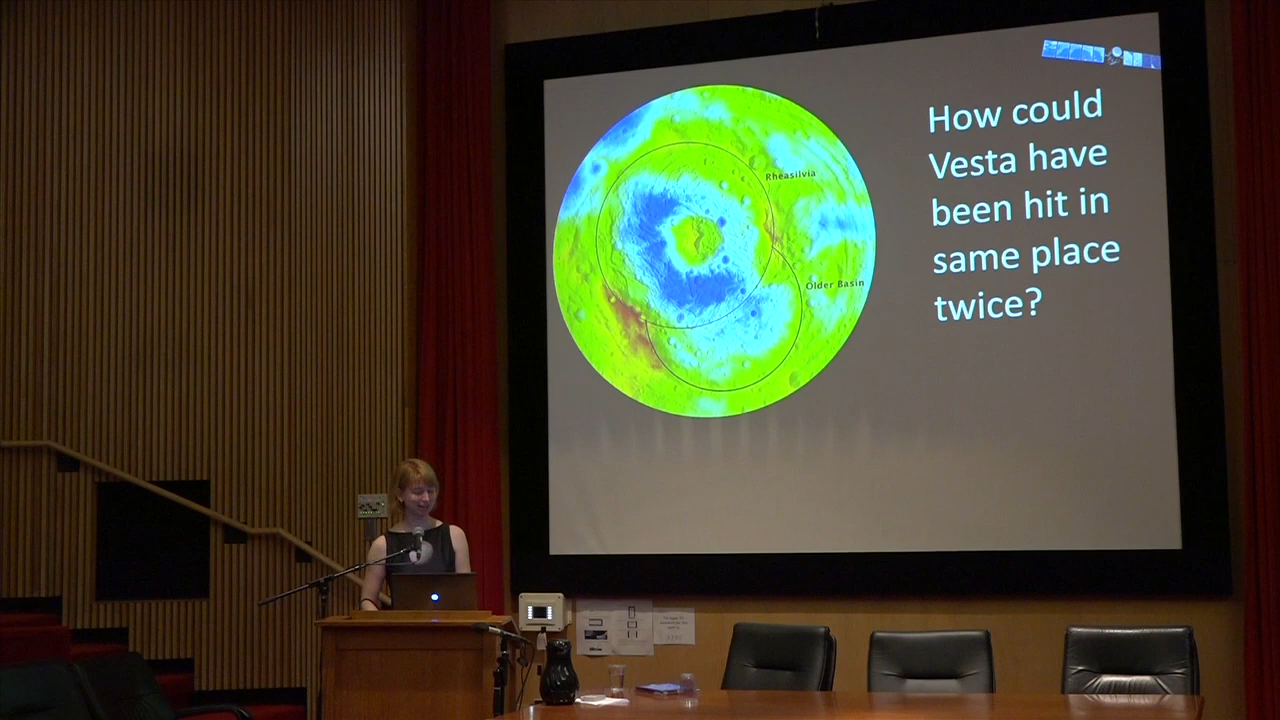 How could
Vesta have
been hit in
same place
twice?
Rheasilvia
Older Basin